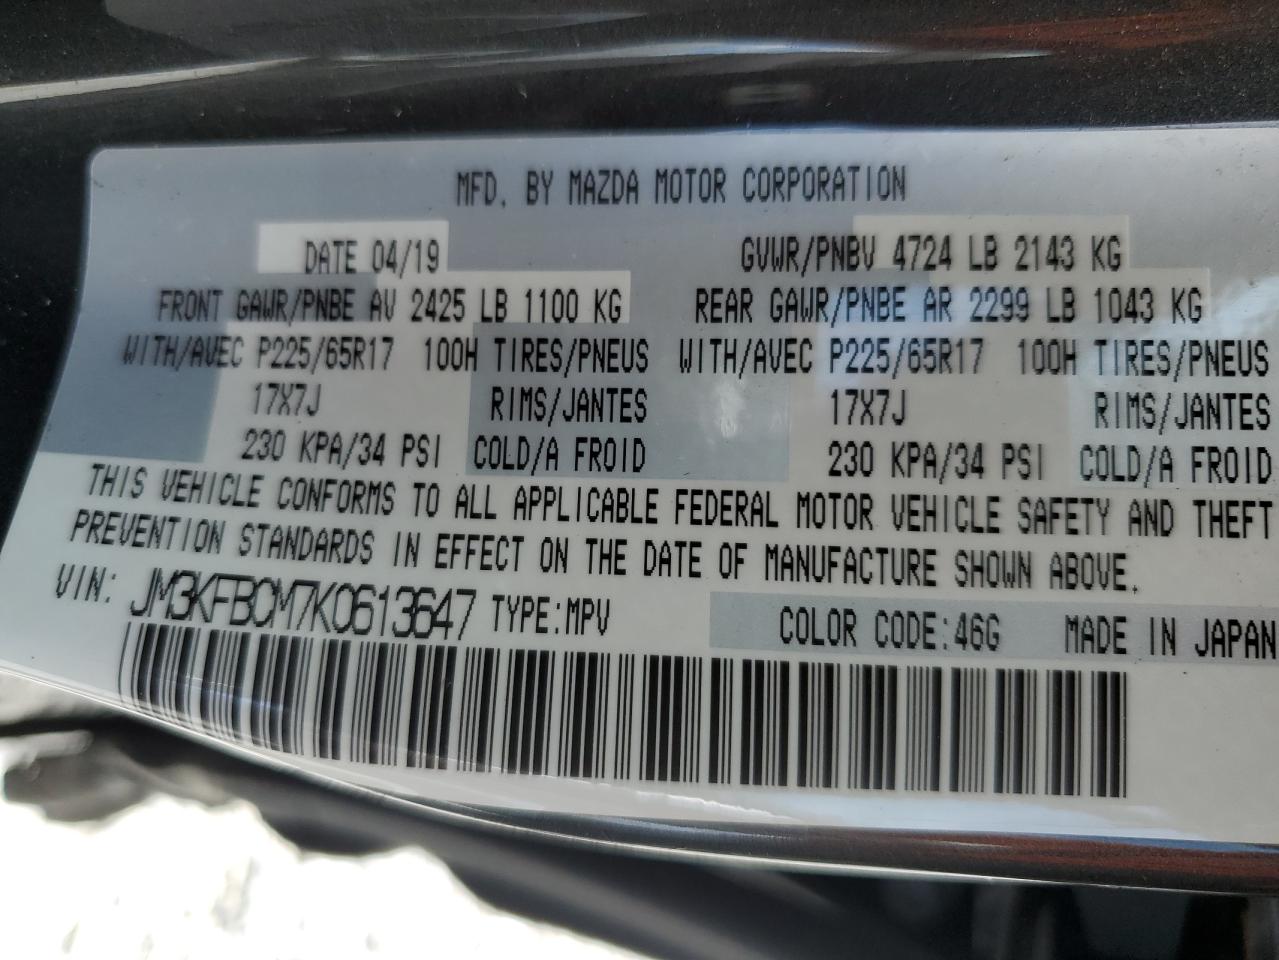 MFD. BY MAZDA MOTOR CORPORATION
DATE 04/19 GVWR/PNBV 4724 LB 2143 KG
FRONT GAWR/PNBE AV 2425 LB 1100 KG REAR GAWR/PNBE AR 2299 LB 1043 KG
WITH/AVEC P225/65R17 100H TIRES/PNEUS WITH/AVEC P225/65R17 100H TIRES/PNEUS
17X7J RIMS/JANTES 17X7J RIMS/JANTES
230 KPA/34 PSI COLD/A FROID 230 KPA/34 PSI COLD/A FROID
THIS VEHICLE CONFORMS TO ALL APPLICABLE FEDERAL MOTOR VEHICLE SAFETY AND THEFT
PREVENTION STANDARDS IN EFFECT ON THE DATE OF MANUFACTURE SHOWN ABOVE.
VIN: JM3KFBCM7K0613647 TYPE:MPV COLOR CODE:46G MADE IN JAPAN